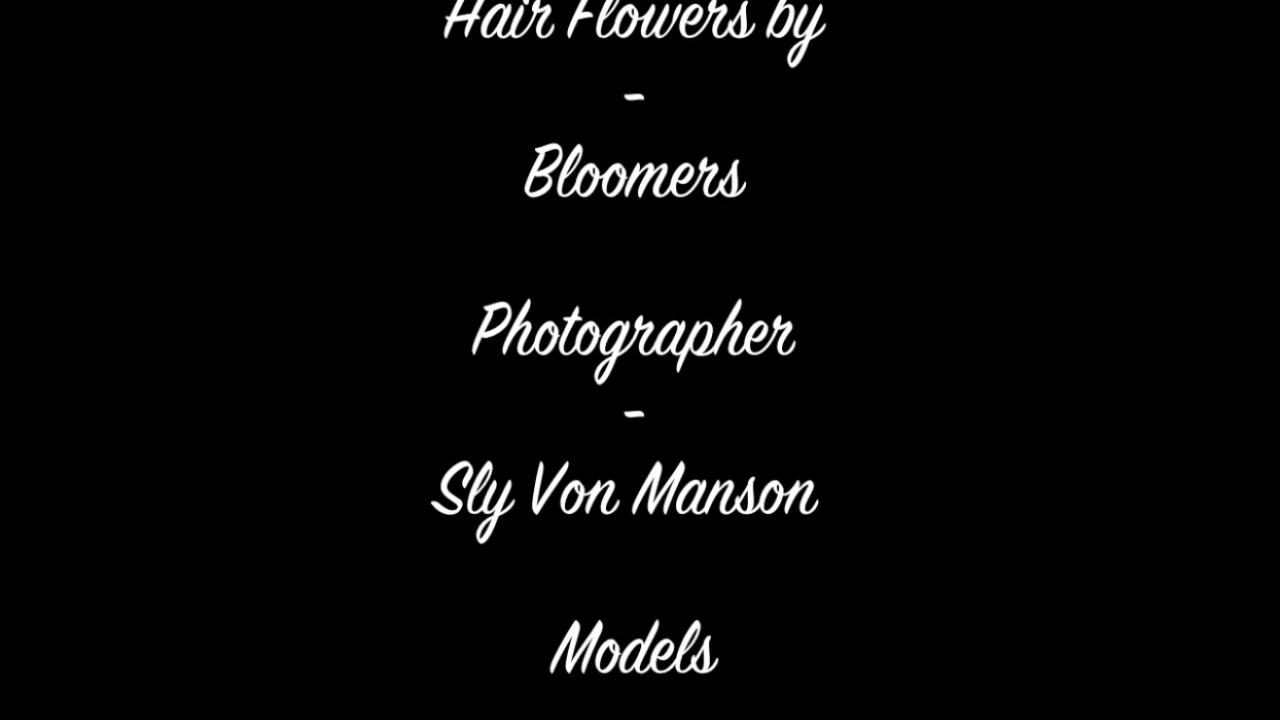 Hair Flowers by
-
Bloomers
Photographer
-
Sly Von Manson
Models